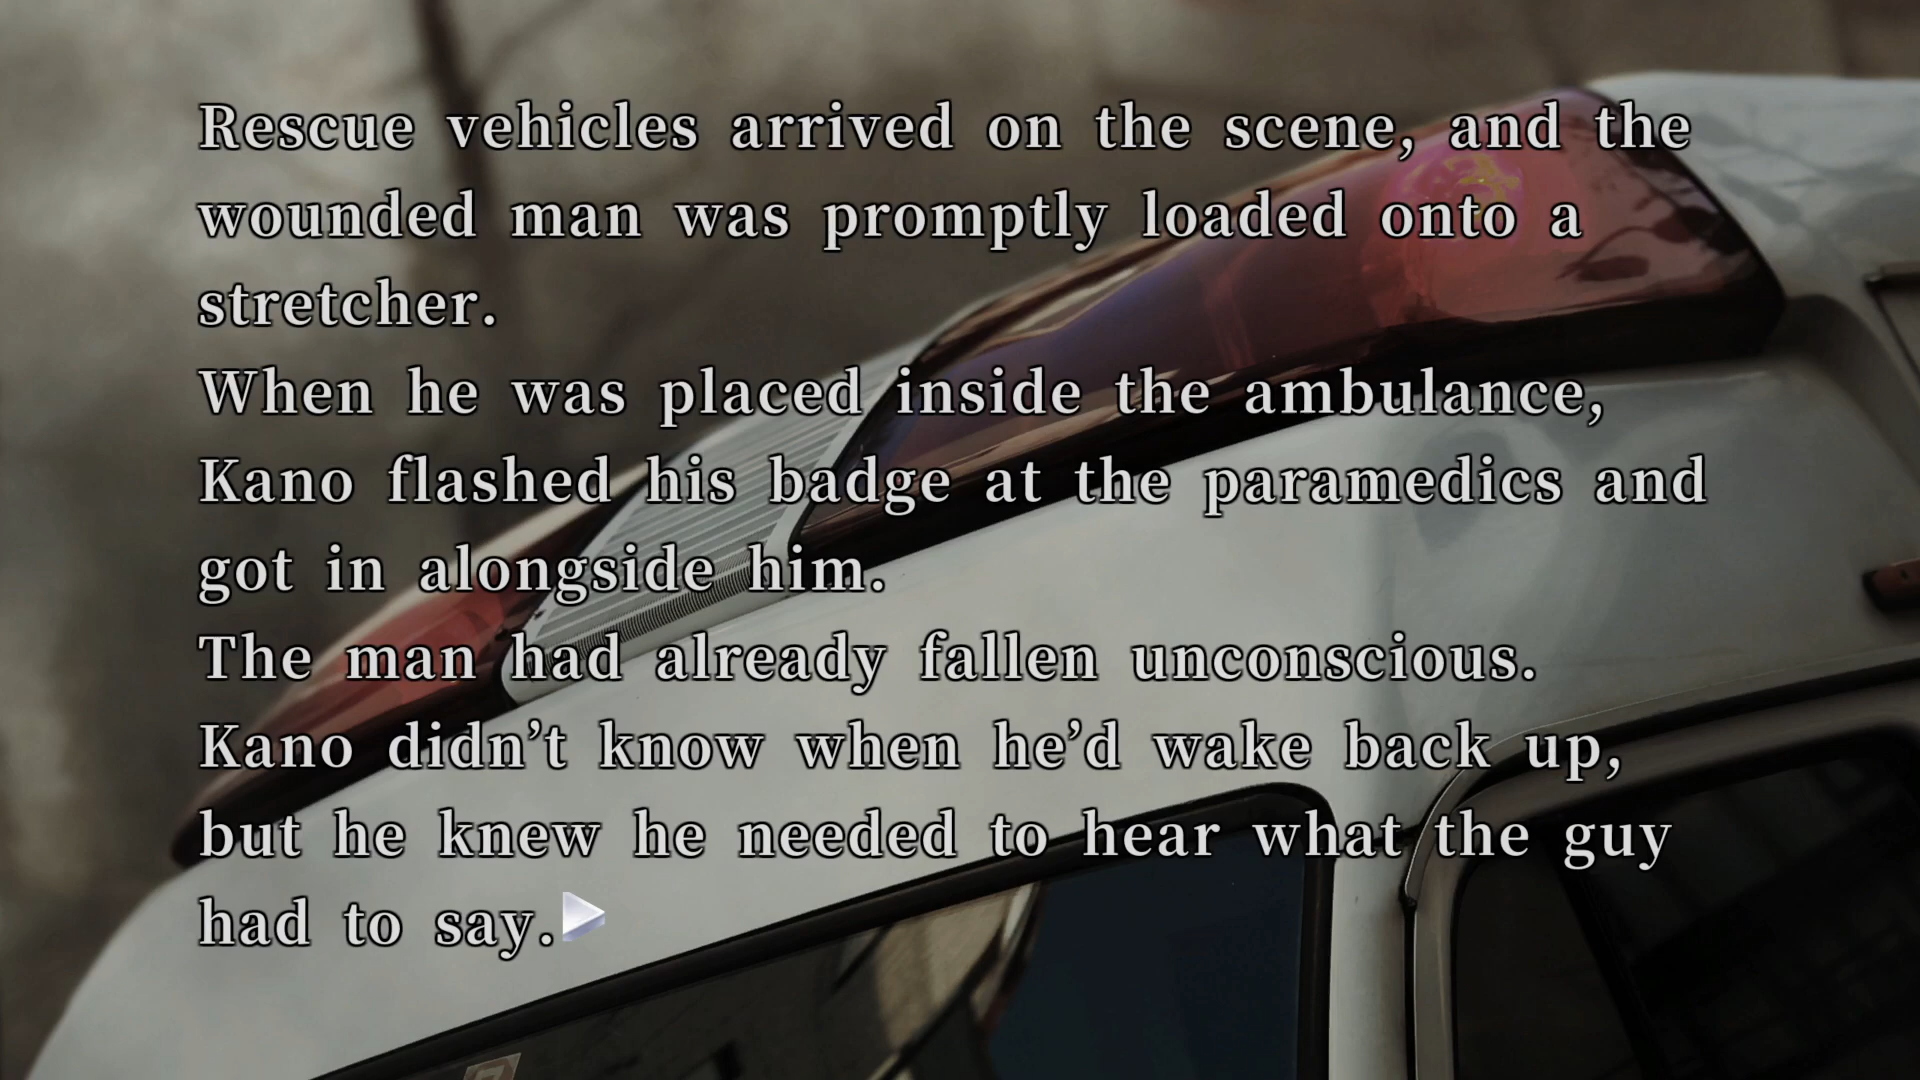 Rescue vehicles arrived on the scene, and the
wounded man was promptly loaded onto a
stretcher.
When he was placed inside the ambulance,
Kano flashed his badge at the paramedics and
got in alongside him.
The man had already fallen unconscious.
Kano didn’t know when he’d wake back up,
but he knew he needed to hear what the guy
had to say.